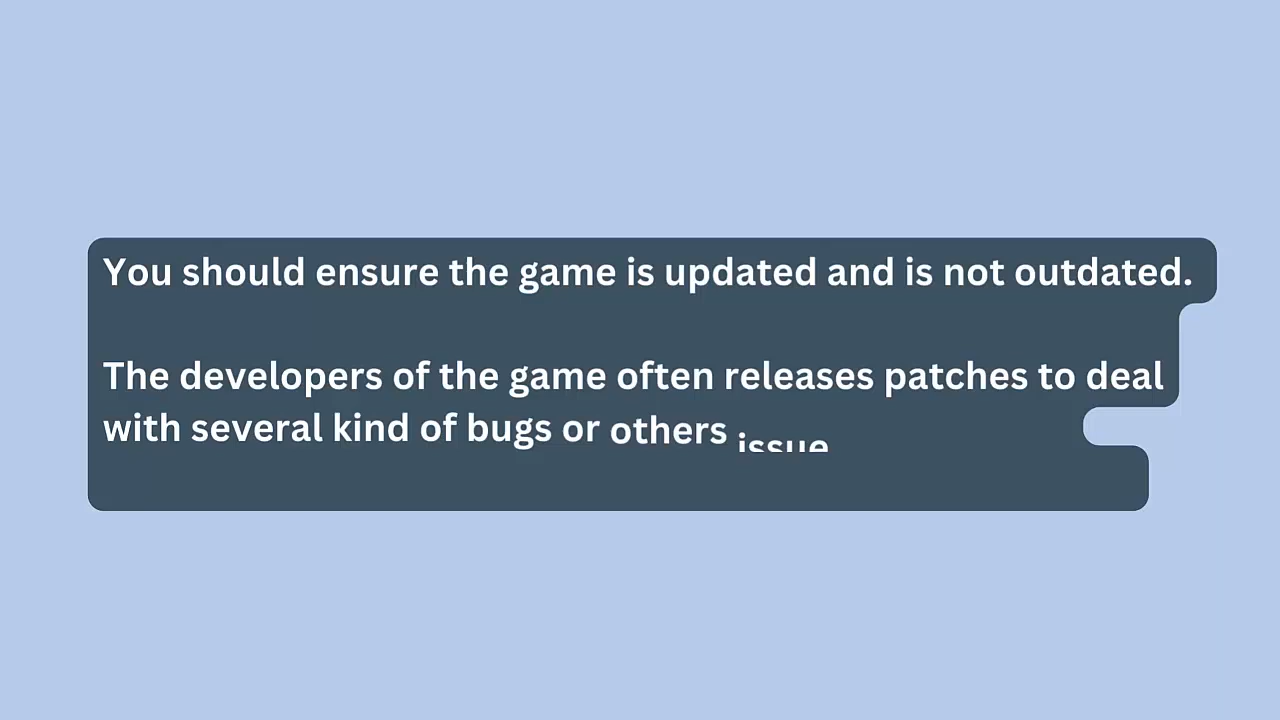 You should ensure the game is updated and is not outdated.
The developers of the game often releases patches to deal
with several kind of bugs or others issue